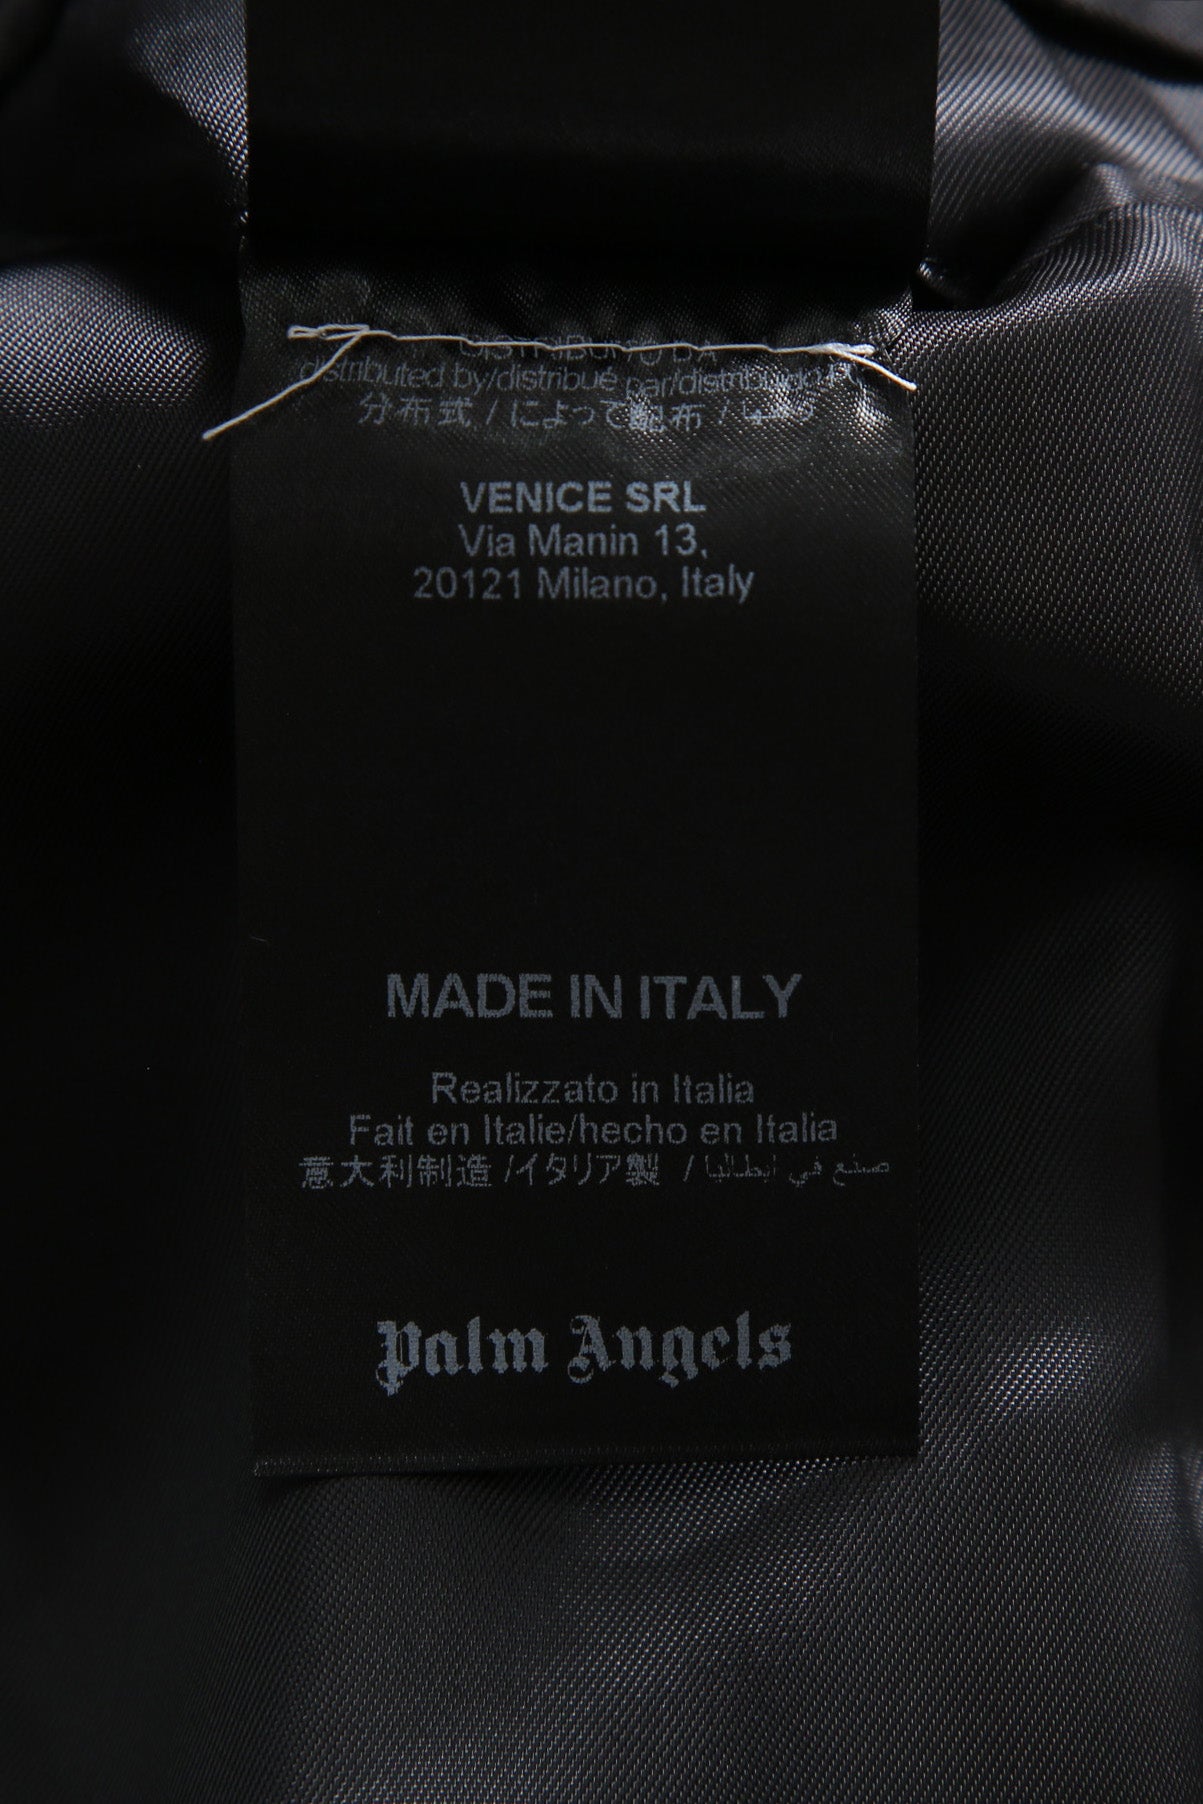 DISTRIBUITO DA
distributed by/distribué par/distribuido
分布式 / によって配布 /
VENICE SRL
Via Manin 13,
20121 Milano, Italy
MADE IN ITALY
Realizzato in Italia
Fait en Italie/hecho en Italia
意大利制造 /イタリア製 / صنع في ايطاليا
Palm Angels